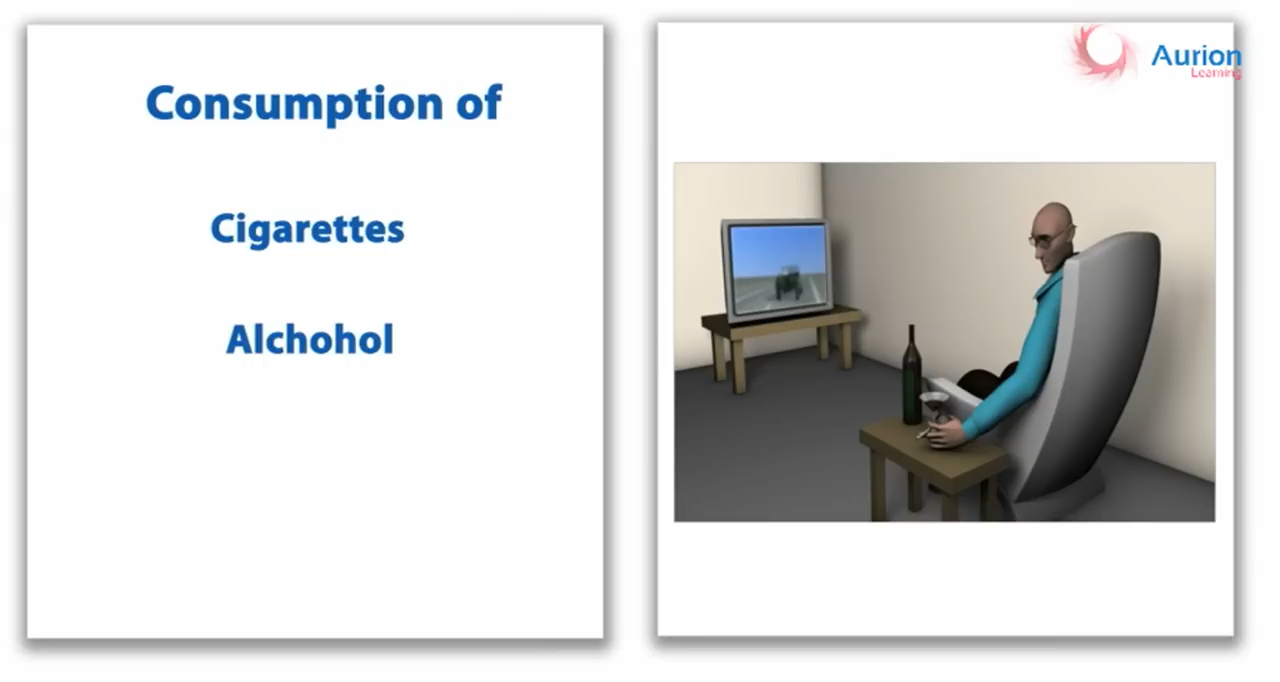 Consumption of
Cigarettes
Alchohol
Aurion
Learning